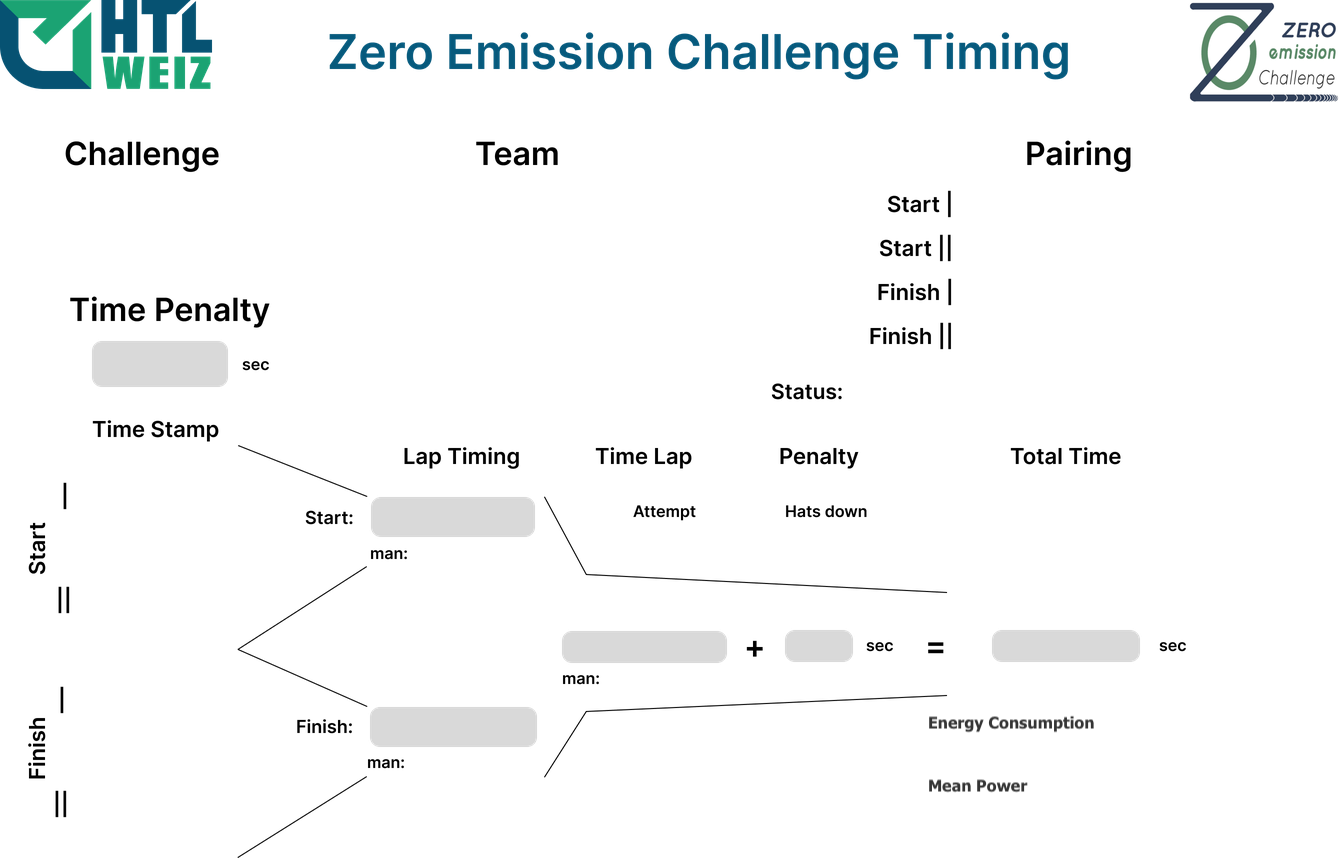 HTL
WEIZ
Zero Emission Challenge Timing
ZERO
emission
Challenge
Challenge
Team
Pairing
Start |
Start ||
Finish |
Finish ||
Time Penalty
sec
Status:
Time Stamp
Lap Timing
Time Lap
Penalty
Total Time
Start
|
||
Start:
Attempt
Hats down
man:
+
sec
=
sec
man:
Finish
|
||
Finish:
man:
Energy Consumption
Mean Power